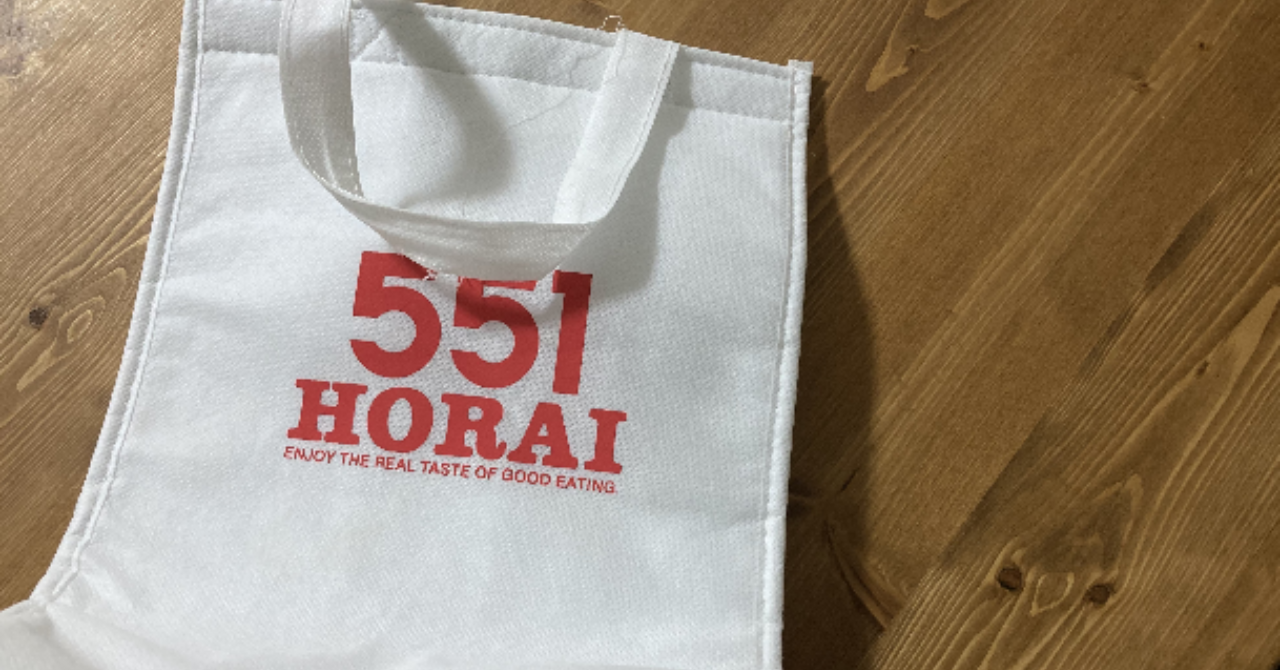 551
HORAI
ENJOY THE REAL TASTE OF GOOD EATING.